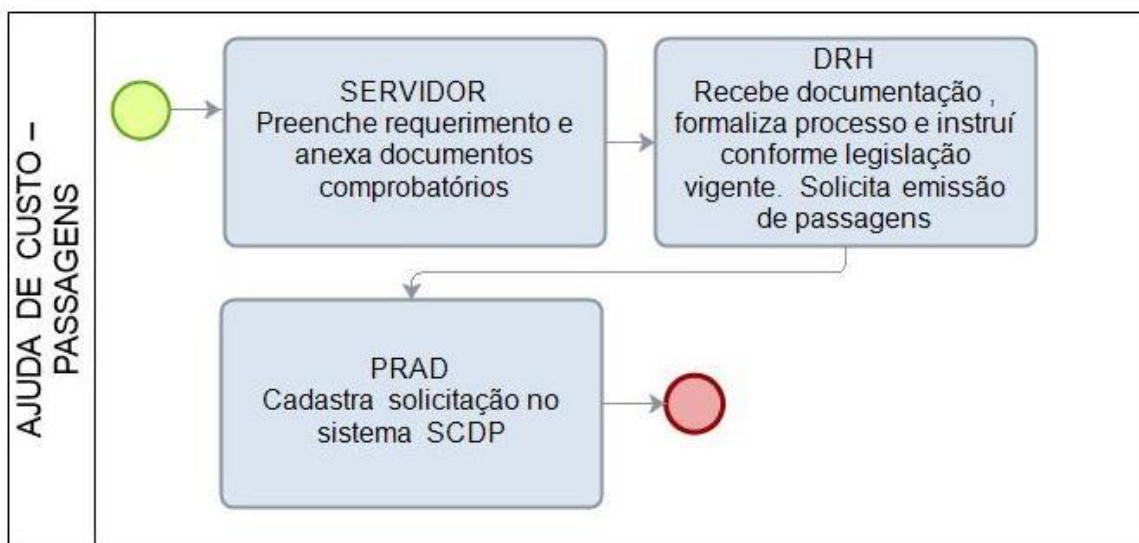 AJUDA DE CUSTO –
PASSAGENS
SERVIDOR
Preenche requerimento e
anexa documentos
comprobatórios
DRH
Recebe documentação ,
formaliza processo e instruí
conforme legislação
vigente. Solicita emissão
de passagens
PRAD
Cadastra solicitação no
sistema SCDP